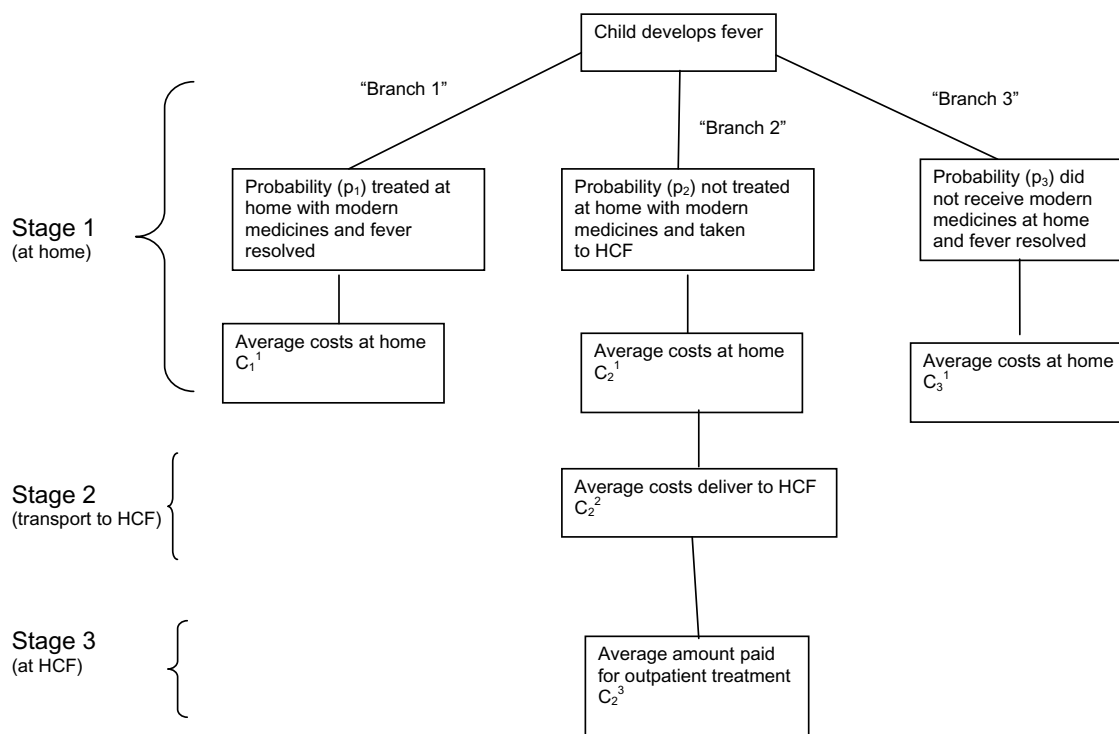 Child develops fever
“Branch 1”
“Branch 2”
“Branch 3”
Stage 1
(at home)
Probability (p₁) treated at
home with modern
medicines and fever
resolved
Probability (p₂) not treated
at home with modern
medicines and taken
to HCF
Probability (p₃) did
not receive modern
medicines at home
and fever resolved
Average costs at home
C₁¹
Average costs at home
C₂¹
Average costs at home
C₃¹
Stage 2
(transport to HCF)
Average costs deliver to HCF
C₂²
Stage 3
(at HCF)
Average amount paid
for outpatient treatment
C₂³